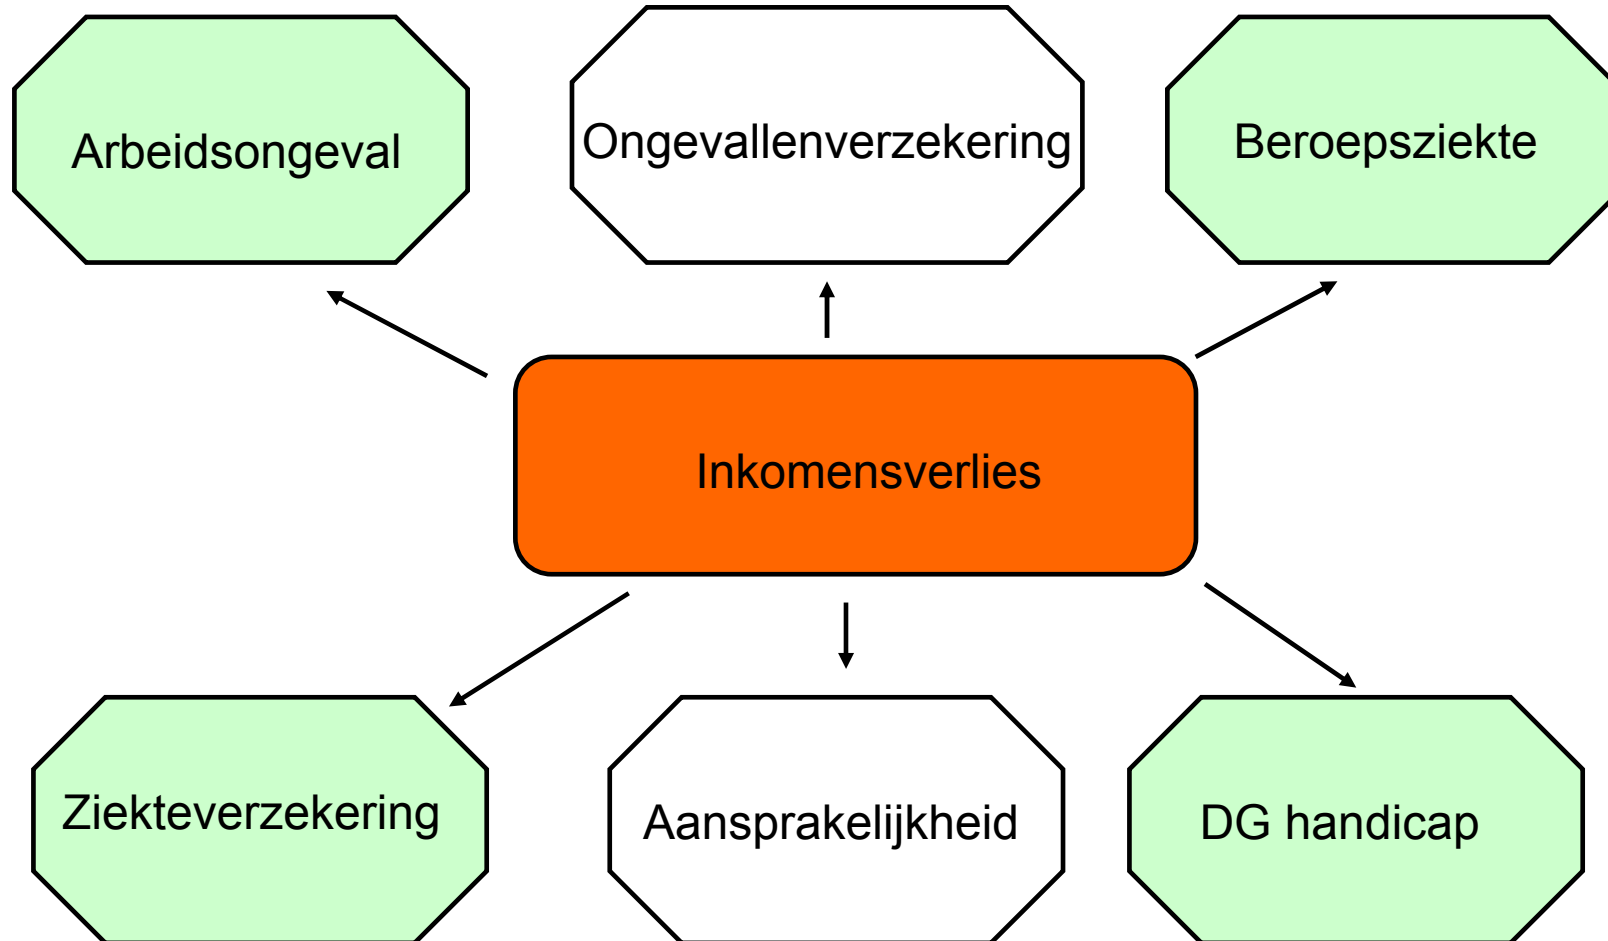 Arbeidsongeval
Ongevallenverzekering
Beroepsziekte
Inkomensverlies
Ziekteverzekering
Aansprakelijkheid
DG handicap